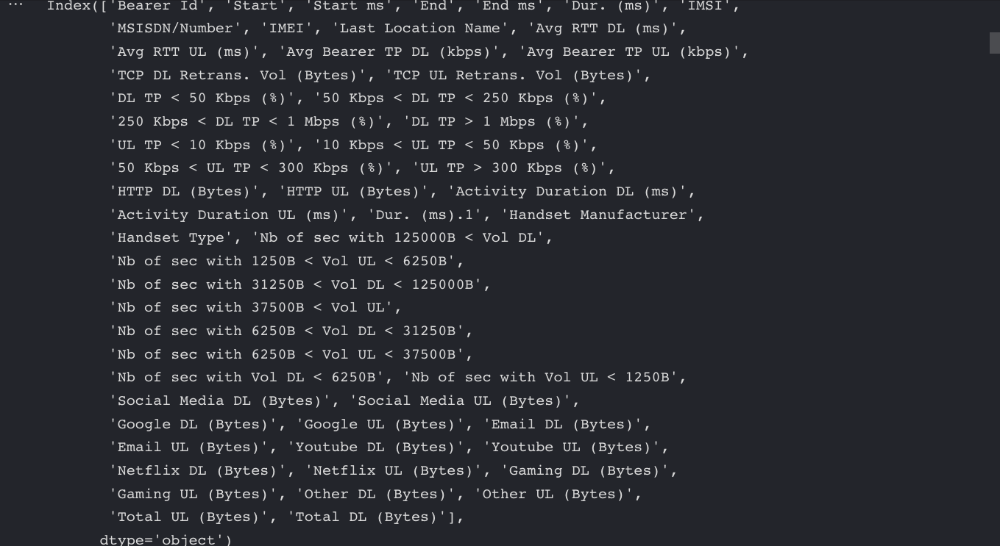 ... Index(['Bearer Id', 'Start', 'Start ms', 'End', 'End ms', 'Dur. (ms)', 'IMSI',
'MSISDN/Number', 'IMEI', 'Last Location Name', 'Avg RTT DL (ms)',
'Avg RTT UL (ms)', 'Avg Bearer TP DL (kbps)', 'Avg Bearer TP UL (kbps)',
'TCP DL Retrans. Vol (Bytes)', 'TCP UL Retrans. Vol (Bytes)',
'DL TP < 50 Kbps (%)', '50 Kbps < DL TP < 250 Kbps (%)',
'250 Kbps < DL TP < 1 Mbps (%)', 'DL TP > 1 Mbps (%)',
'UL TP < 10 Kbps (%)', '10 Kbps < UL TP < 50 Kbps (%)',
'50 Kbps < UL TP < 300 Kbps (%)', 'UL TP > 300 Kbps (%)',
'HTTP DL (Bytes)', 'HTTP UL (Bytes)', 'Activity Duration DL (ms)',
'Activity Duration UL (ms)', 'Dur. (ms).1', 'Handset Manufacturer',
'Handset Type', 'Nb of sec with 125000B < Vol DL',
'Nb of sec with 1250B < Vol UL < 6250B',
'Nb of sec with 31250B < Vol DL < 125000B',
'Nb of sec with 37500B < Vol UL',
'Nb of sec with 6250B < Vol DL < 31250B',
'Nb of sec with 6250B < Vol UL < 37500B',
'Nb of sec with Vol DL < 6250B', 'Nb of sec with Vol UL < 1250B',
'Social Media DL (Bytes)', 'Social Media UL (Bytes)',
'Google DL (Bytes)', 'Google UL (Bytes)', 'Email DL (Bytes)',
'Email UL (Bytes)', 'Youtube DL (Bytes)', 'Youtube UL (Bytes)',
'Netflix DL (Bytes)', 'Netflix UL (Bytes)', 'Gaming DL (Bytes)',
'Gaming UL (Bytes)', 'Other DL (Bytes)', 'Other UL (Bytes)',
'Total UL (Bytes)', 'Total DL (Bytes)'],
dtype='object')